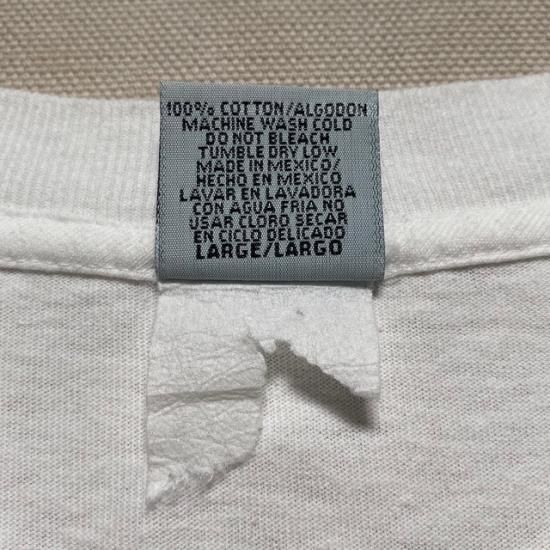 100% COTTON/ALGODON
MACHINE WASH COLD
DO NOT BLEACH
TUMBLE DRY LOW
MADE IN MEXICO/
HECHO EN MEXICO
LAVAR EN LAVADORA
CON AGUA FRIA NO
USAR CLORO SECAR
EN CICLO DELICADO
LARGE/LARGO